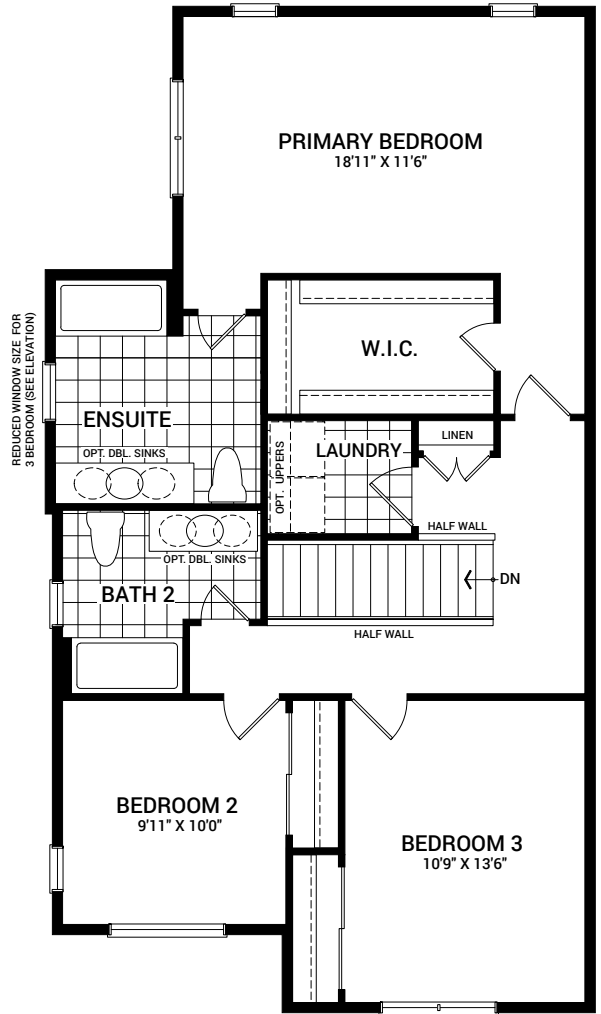 PRIMARY BEDROOM
18'11" X 11'6"
REDUCED WINDOW SIZE FOR
3 BEDROOM (SEE ELEVATION)
W.I.C.
ENSUITE
OPT. DBL. SINKS
OPT. UPPERS
LAUNDRY
LINEN
HALF WALL
OPT. DBL. SINKS
BATH 2
DN
HALF WALL
BEDROOM 2
9'11" X 10'0"
BEDROOM 3
10'9" X 13'6"